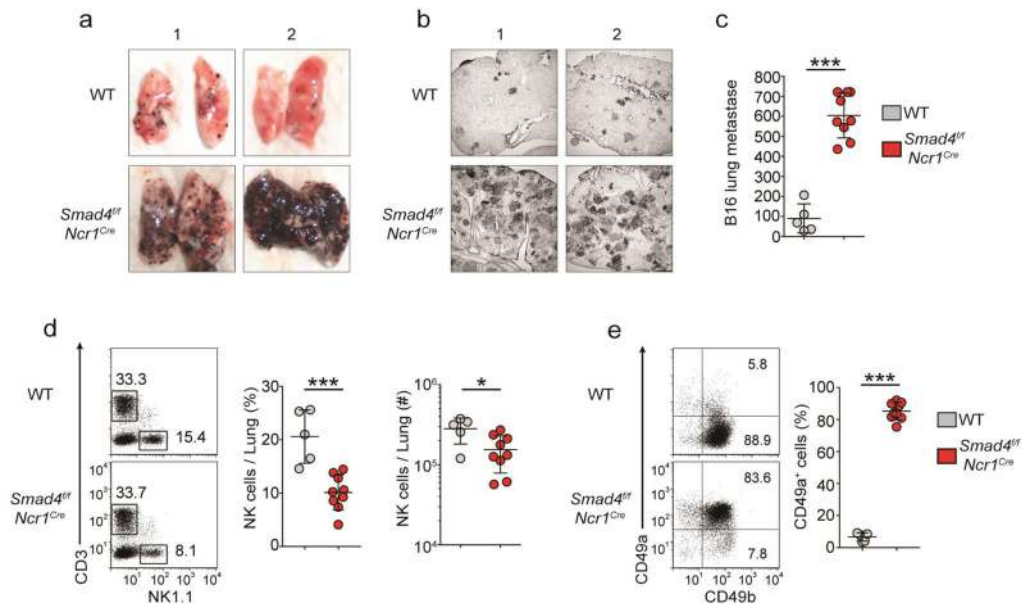 a
1 2
WT
Smad4f/f
Ncr1Cre
b
1 2
WT
Smad4f/f
Ncr1Cre
c
***
B16 lung metastase
800
700
600
500
400
300
200
100
0
WT
Smad4f/f
Ncr1Cre
d
WT
33.3
15.4
Smad4f/f
Ncr1Cre
33.7
8.1
10⁴
10³
10²
10¹
10¹ 10² 10³ 10⁴
CD3
NK1.1
***
NK cells / Lung (%)
30
20
10
0
*
NK cells / Lung (#)
10⁶
10⁵
10⁴
e
WT
5.8
88.9
Smad4f/f
Ncr1Cre
83.6
7.8
10⁴
10³
10²
10¹
10¹ 10² 10³ 10⁴
CD49a
CD49b
***
CD49a⁺ cells (%)
100
80
60
40
20
0
WT
Smad4f/f
Ncr1Cre